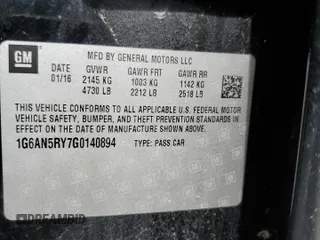 GM
MFD BY GENERAL MOTORS LLC
GVWR GAWR FRT GAWR RR
01/16 2145 KG 1003 KG 1142 KG
4730 LB 2212 LB 2518 LB
THIS VEHICLE CONFORMS TO ALL APPLICABLE U.S. FEDERAL MOTOR
VEHICLE SAFETY, BUMPER, AND THEFT PREVENTION STANDARDS IN
EFFECT ON THE DATE OF MANUFACTURE SHOWN ABOVE.
1G6AN5RY7G0140894 TYPE: PASS CAR
DREAMBID